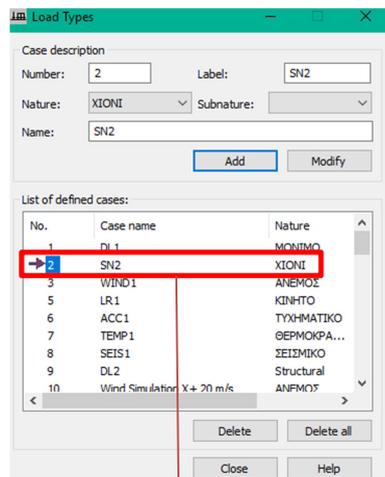 Load Types
Case description
Number: 2 Label: SN2
Nature: ΧΙΟΝΙ Subnature:
Name: SN2
Add Modify
List of defined cases:
No. Case name Nature
1 DL1 ΜΟΝΙΜΟ
2 SN2 ΧΙΟΝΙ
3 WIND1 ΑΝΕΜΟΣ
5 LR1 ΚΙΝΗΤΟ
6 ACC1 ΤΥΧΗΜΑΤΙΚΟ
7 TEMP1 ΘΕΡΜΟΚΡΑ...
8 SEIS1 ΣΕΙΣΜΙΚΟ
9 DL2 Structural
10 Wind Simulation X+ 20 m/s ΑΝΕΜΟΣ
Delete Delete all
Close Help